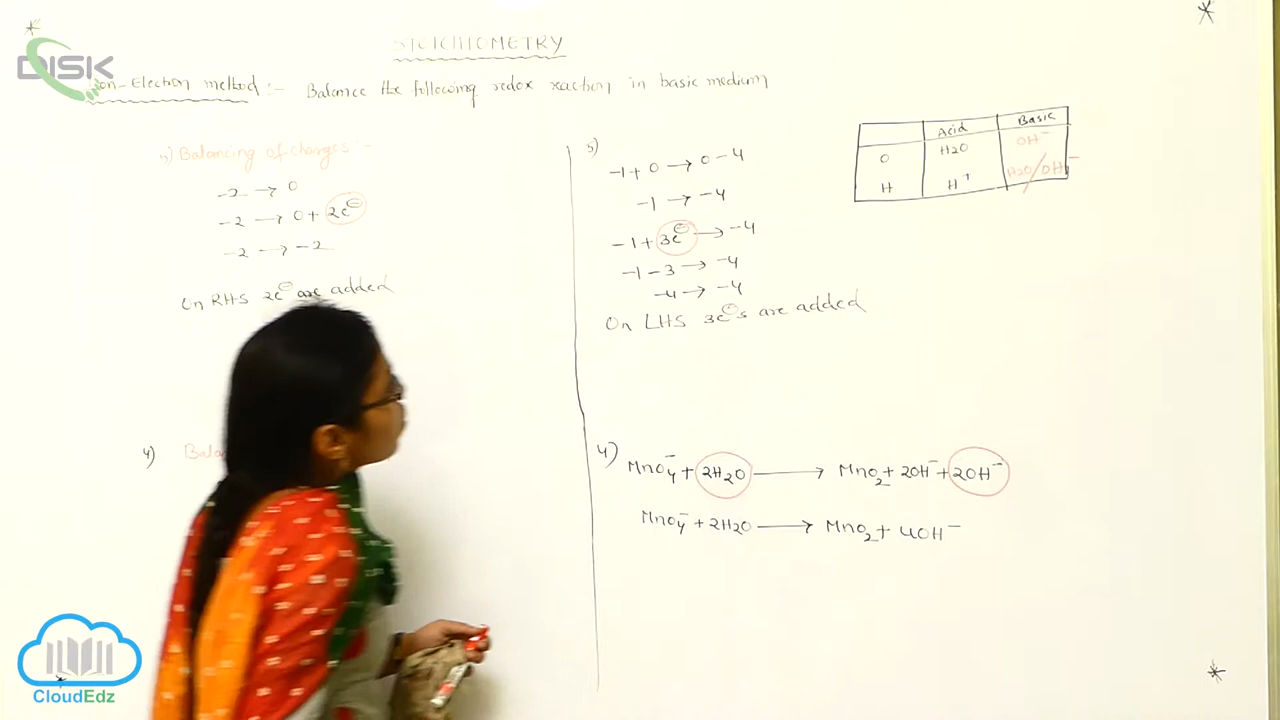 STOICHIOMETRY
DISK
on-Electron method :- Balance the following redox reaction in basic medium
3) Balancing of charges :-
-2 → 0
-2 → 0 + 2e⊖
-2 → -2
On RHS 2e⊖ are added
4)
3)
-1 + 0 → 0 - 4
-1 → -4
-1 + 3e⊖ → -4
-1 - 3 → -4
-4 → -4
On LHS 3e⊖s are added
4)
MnO₄⁻ + 2H₂O → MnO₂ + 2OH⁻ + 2OH⁻
MnO₄⁻ + 2H2O → MnO₂ + 4OH⁻
Acid Basic
O H2O OH⁻
H H⁺ H2O/OH⁻
CloudEdz